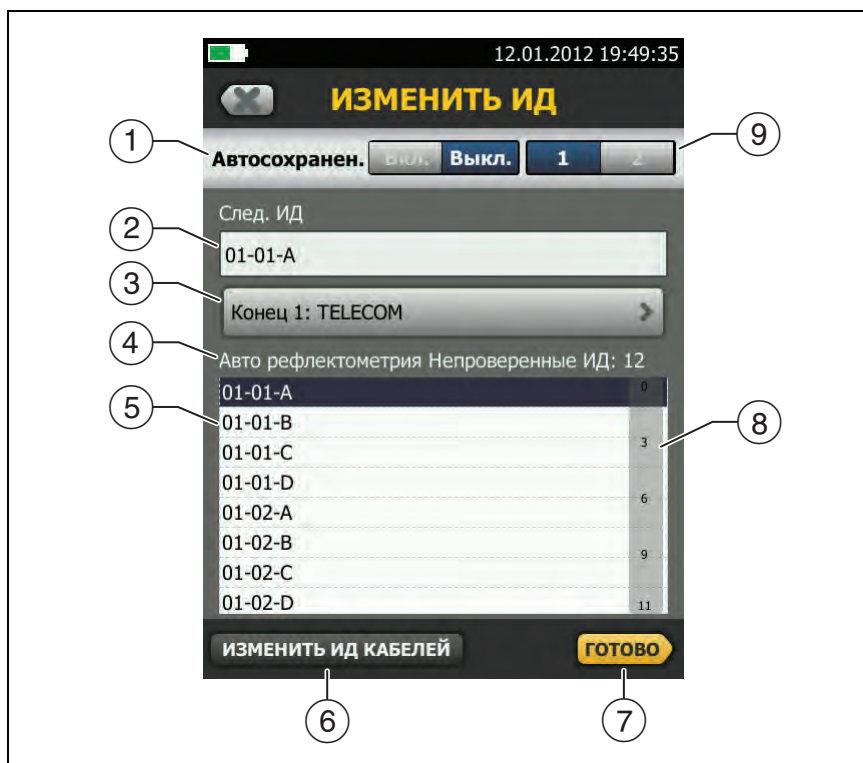 12.01.2012 19:49:35
ИЗМЕНИТЬ ИД
1
Автосохранен. Вкл. Выкл. 1 2
9
След. ИД
2
01-01-A
3
Конец 1: TELECOM
4
Авто рефлектометрия Непроверенные ИД: 12
01-01-A 0
5
01-01-B
01-01-C 3
8
01-01-D
01-02-A 6
01-02-B
01-02-C 9
01-02-D 11
ИЗМЕНИТЬ ИД КАБЕЛЕЙ ГОТОВО
6 7